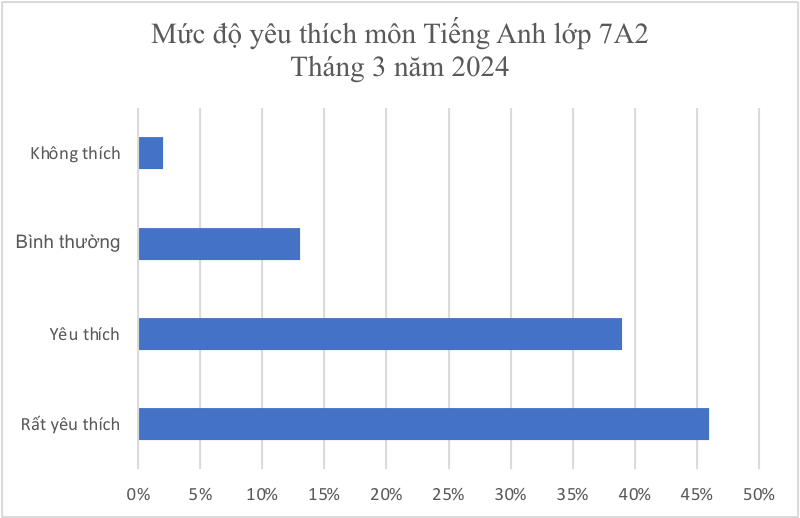 Mức độ yêu thích môn Tiếng Anh lớp 7A2
Tháng 3 năm 2024
Không thích
Bình thường
Yêu thích
Rất yêu thích
0% 5% 10% 15% 20% 25% 30% 35% 40% 45% 50%